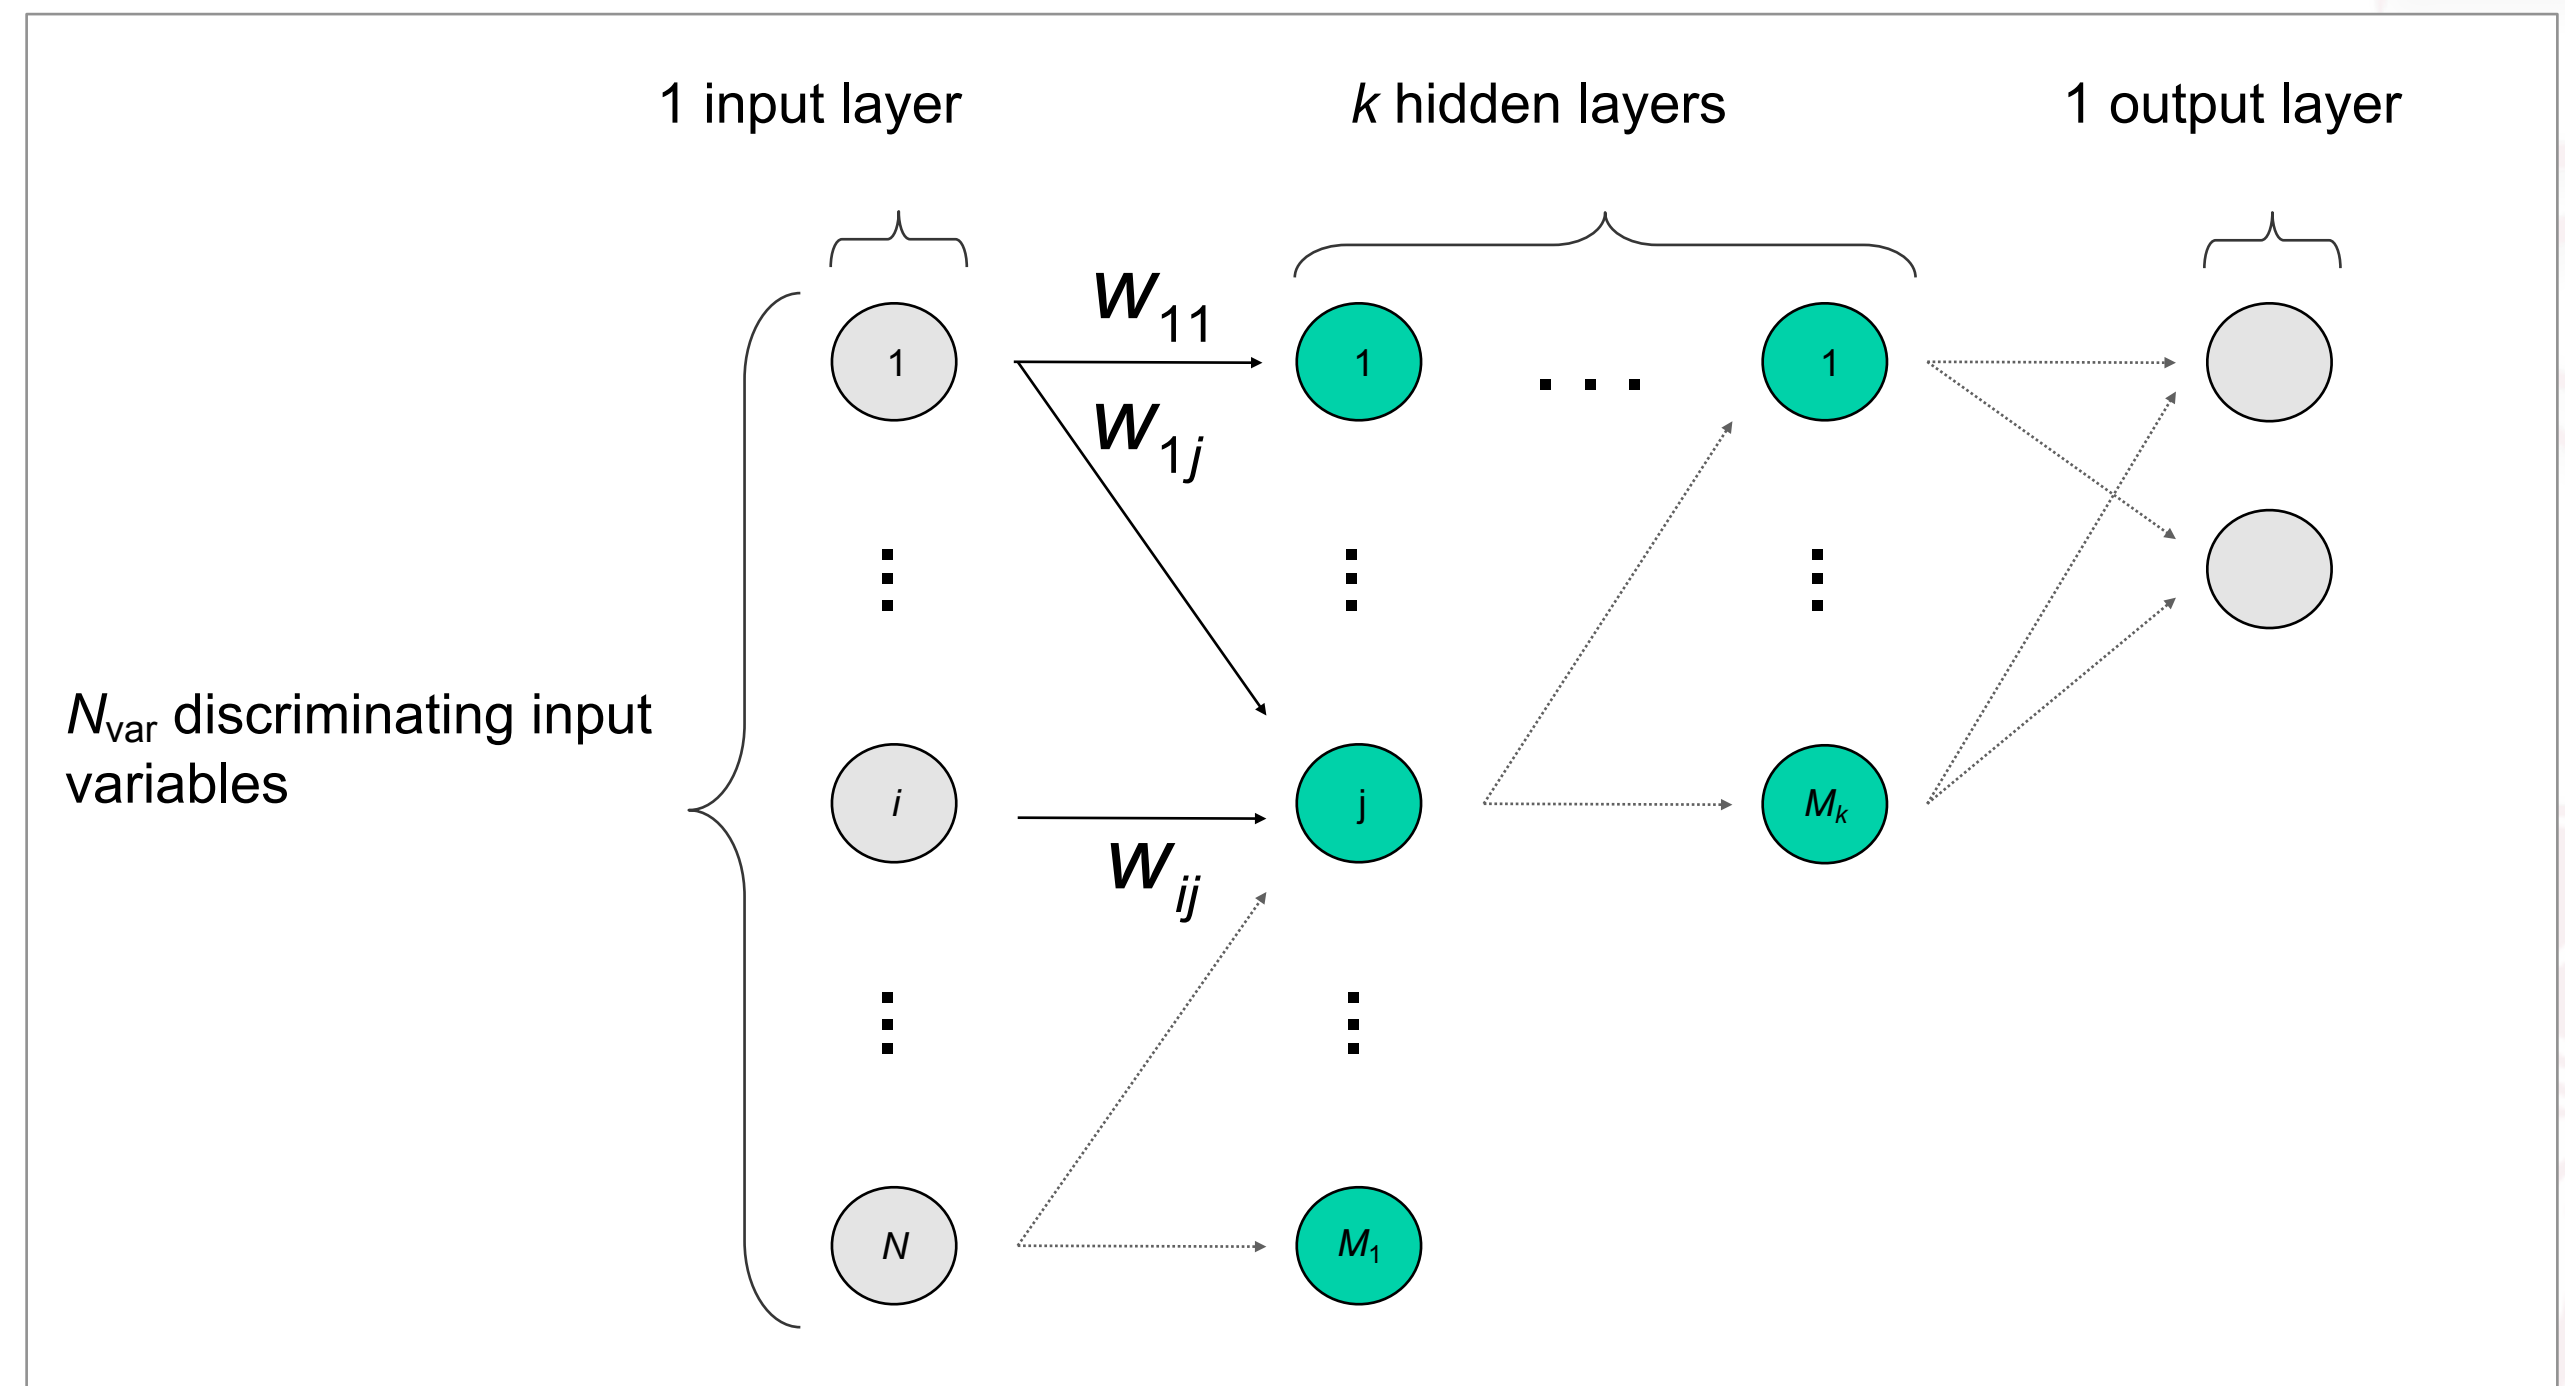 1 input layer
k hidden layers
1 output layer
w11
1
1
. . .
1
w1j
Nvar discriminating input
variables
i
j
Mk
wij
N
M1